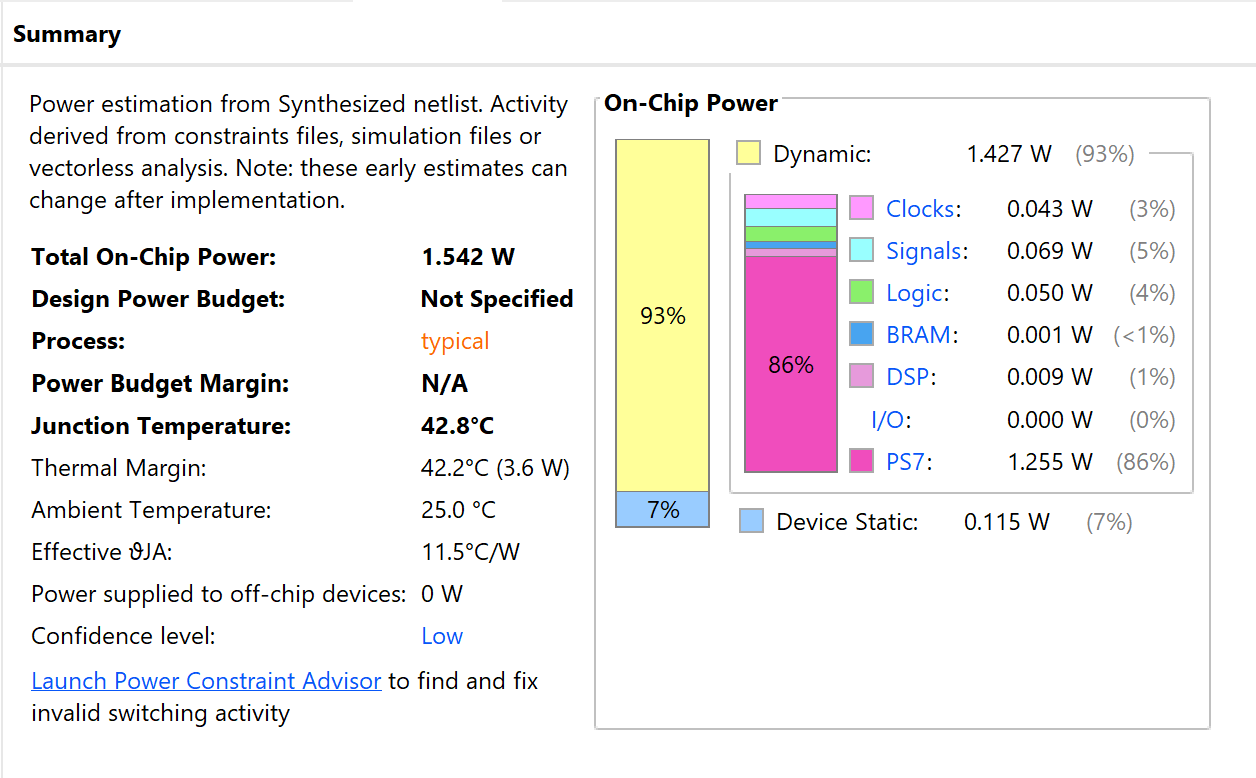 Summary
Power estimation from Synthesized netlist. Activity
derived from constraints files, simulation files or
vectorless analysis. Note: these early estimates can
change after implementation.
Total On-Chip Power: 1.542 W
Design Power Budget: Not Specified
Process: typical
Power Budget Margin: N/A
Junction Temperature: 42.8°C
Thermal Margin: 42.2°C (3.6 W)
Ambient Temperature: 25.0 °C
Effective ϑJA: 11.5°C/W
Power supplied to off-chip devices: 0 W
Confidence level: Low
Launch Power Constraint Advisor to find and fix
invalid switching activity
On-Chip Power
93%
7%
Dynamic: 1.427 W (93%)
86%
Clocks: 0.043 W (3%)
Signals: 0.069 W (5%)
Logic: 0.050 W (4%)
BRAM: 0.001 W (<1%)
DSP: 0.009 W (1%)
I/O: 0.000 W (0%)
PS7: 1.255 W (86%)
Device Static: 0.115 W (7%)